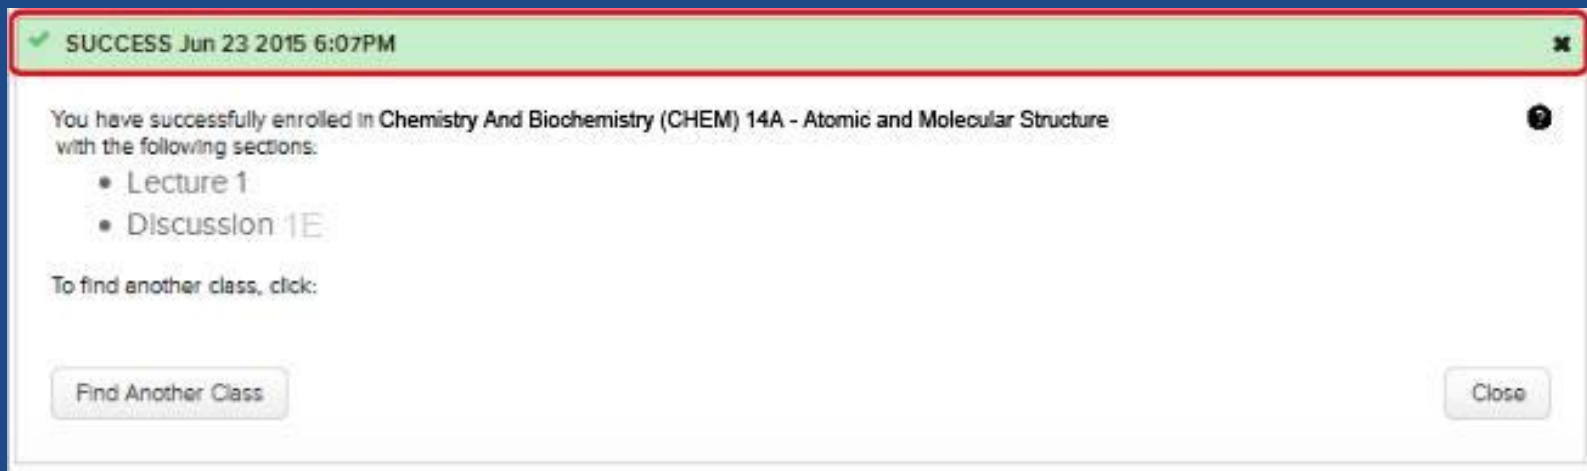 SUCCESS Jun 23 2015 6:07PM
You have successfully enrolled in Chemistry And Biochemistry (CHEM) 14A - Atomic and Molecular Structure
with the following sections:
• Lecture 1
• Discussion 1E
To find another class, click:
Find Another Class
Close